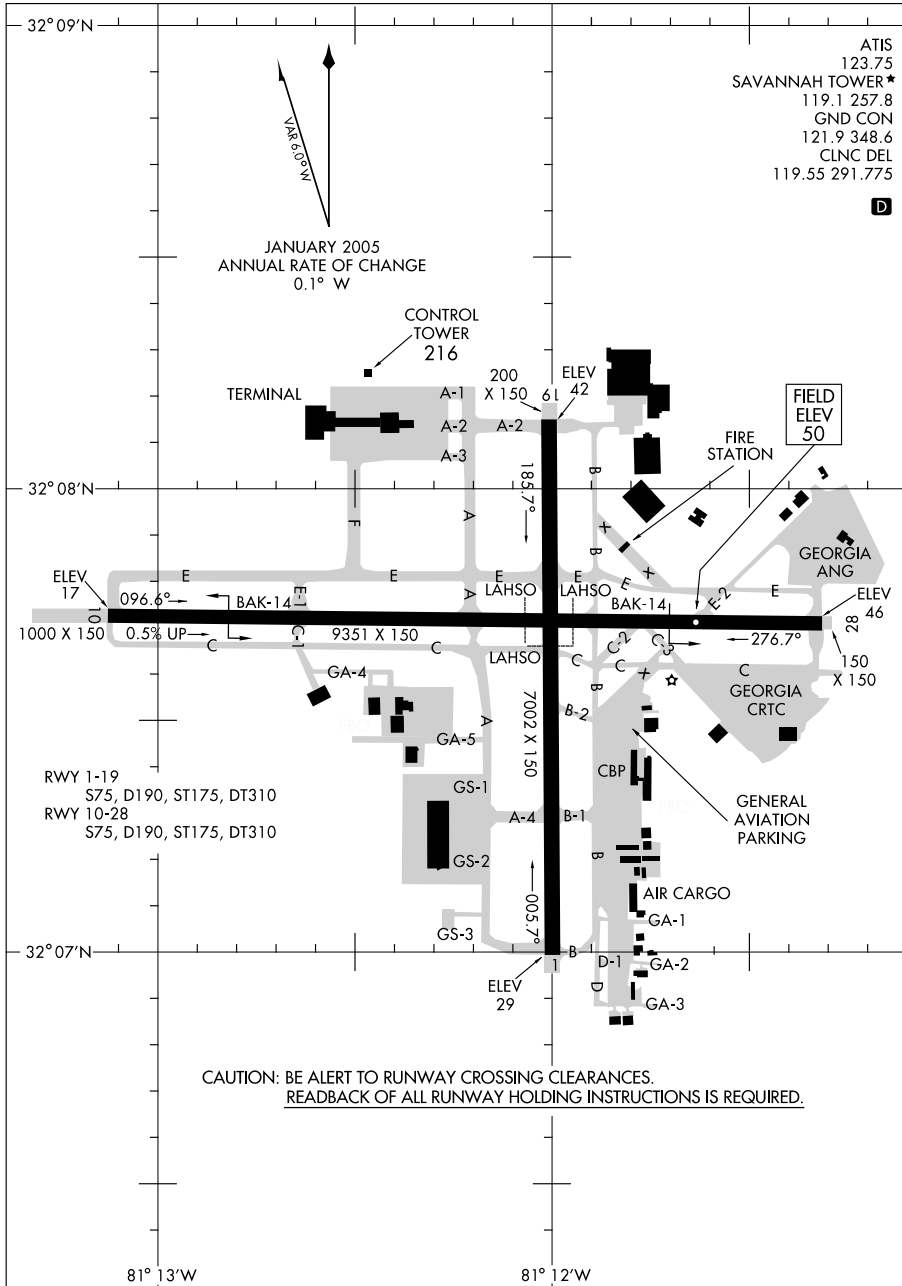 32° 09'N
ATIS
123.75
SAVANNAH TOWER★
119.1 257.8
GND CON
121.9 348.6
CLNC DEL
119.55 291.775
D
VAR 6.0° W
JANUARY 2005
ANNUAL RATE OF CHANGE
0.1° W
CONTROL
TOWER
216
TERMINAL
A-1
A-2
A-2
A-3
200
X 150
19
ELEV
42
FIELD
ELEV
50
FIRE
STATION
32° 08'N
185.7°
B
X
B
F
A
GEORGIA
ANG
ELEV
17
E
E
E
E
E
X
E-2
E
ELEV
46
LAHSO
LAHSO
096.6°
BAK-14
E-1
A
BAK-14
10
28
1000 X 150
0.5% UP
9351 X 150
276.7°
C
C-1
C
LAHSO
C
C-2
C
C-3
X
C
150
X 150
GA-4
GEORGIA
CRTC
7002 X 150
B
B-2
A
GA-5
CBP
RWY 1-19
S75, D190, ST175, DT310
RWY 10-28
S75, D190, ST175, DT310
GS-1
A-4
B-1
GENERAL
AVIATION
PARKING
GS-2
B
005.7°
AIR CARGO
GA-1
GS-3
32° 07'N
1
B
D-1
GA-2
ELEV
29
D
GA-3
CAUTION: BE ALERT TO RUNWAY CROSSING CLEARANCES.
READBACK OF ALL RUNWAY HOLDING INSTRUCTIONS IS REQUIRED.
81° 13'W
81° 12'W